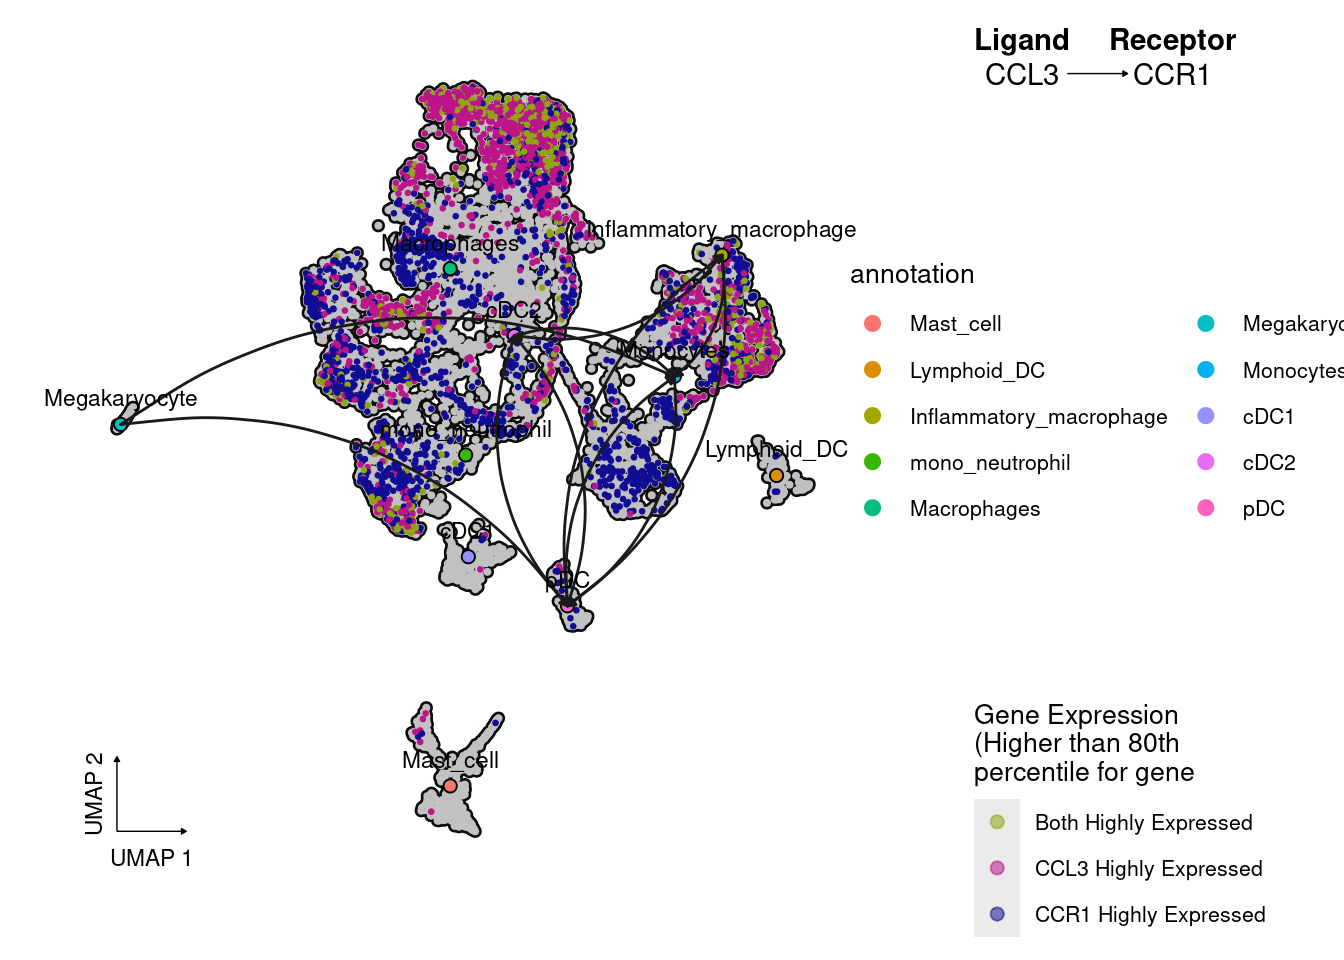 Ligand Receptor
CCL3 CCR1
Inflammatory_macrophage
Macrophages
cDC2
Monocytes
Megakaryocyte
mono_neutrophil
Lymphoid_DC
cDC1
pDC
Mast_cell
UMAP 2
UMAP 1
annotation
Mast_cell
Lymphoid_DC
Inflammatory_macrophage
mono_neutrophil
Macrophages
Megakaryo
Monocytes
cDC1
cDC2
pDC
Gene Expression
(Higher than 80th
percentile for gene
Both Highly Expressed
CCL3 Highly Expressed
CCR1 Highly Expressed